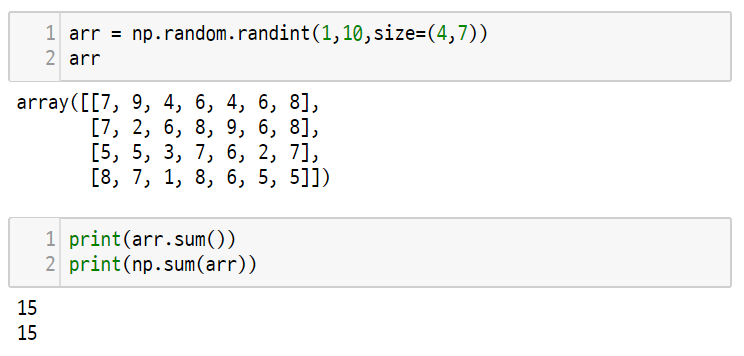 1 arr = np.random.randint(1,10,size=(4,7))
2 arr
array([[7, 9, 4, 6, 4, 6, 8],
       [7, 2, 6, 8, 9, 6, 8],
       [5, 5, 3, 7, 6, 2, 7],
       [8, 7, 1, 8, 6, 5, 5]])
1 print(arr.sum())
2 print(np.sum(arr))
15
15